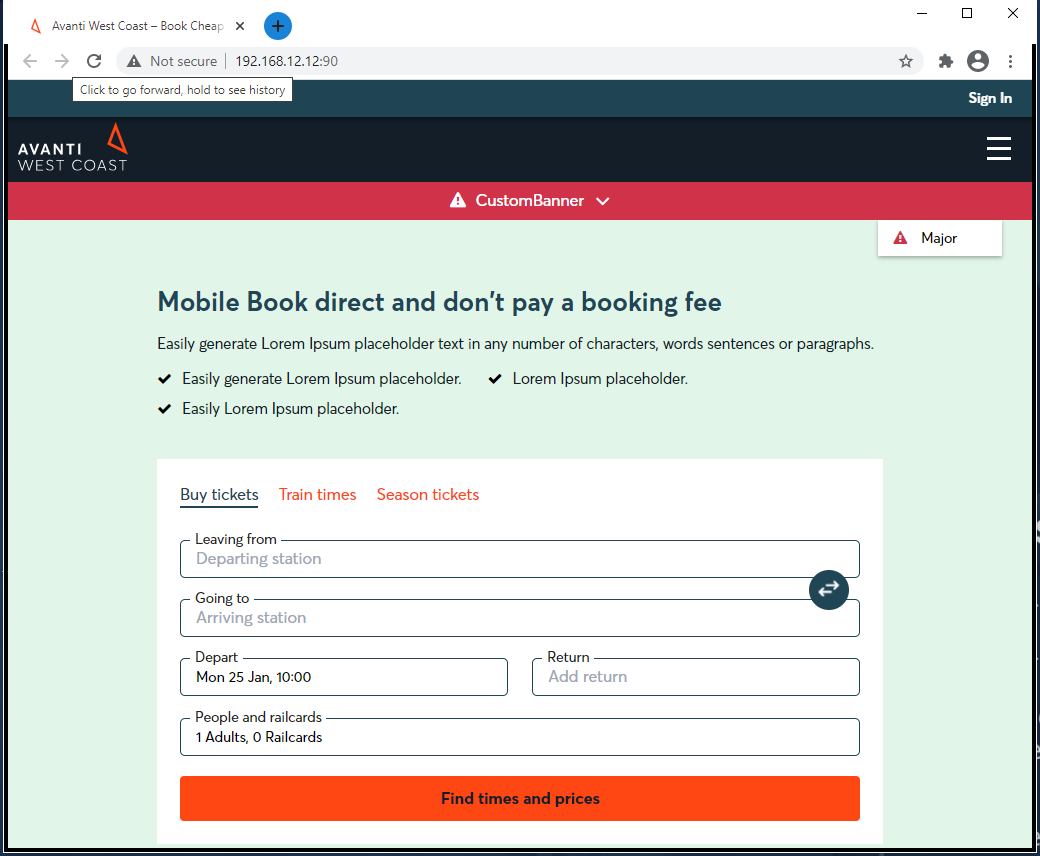 Avanti West Coast – Book Cheap
Not secure
192.168.12.12:90
Click to go forward, hold to see history
Sign In
AVANTI
WEST COAST
CustomBanner
Major
Mobile Book direct and don't pay a booking fee
Easily generate Lorem Ipsum placeholder text in any number of characters, words sentences or paragraphs.
Easily generate Lorem Ipsum placeholder. Lorem Ipsum placeholder.
Easily Lorem Ipsum placeholder.
Buy tickets Train times Season tickets
Leaving from
Departing station
Going to
Arriving station
Depart Return
Mon 25 Jan, 10:00 Add return
People and railcards
1 Adults, 0 Railcards
Find times and prices